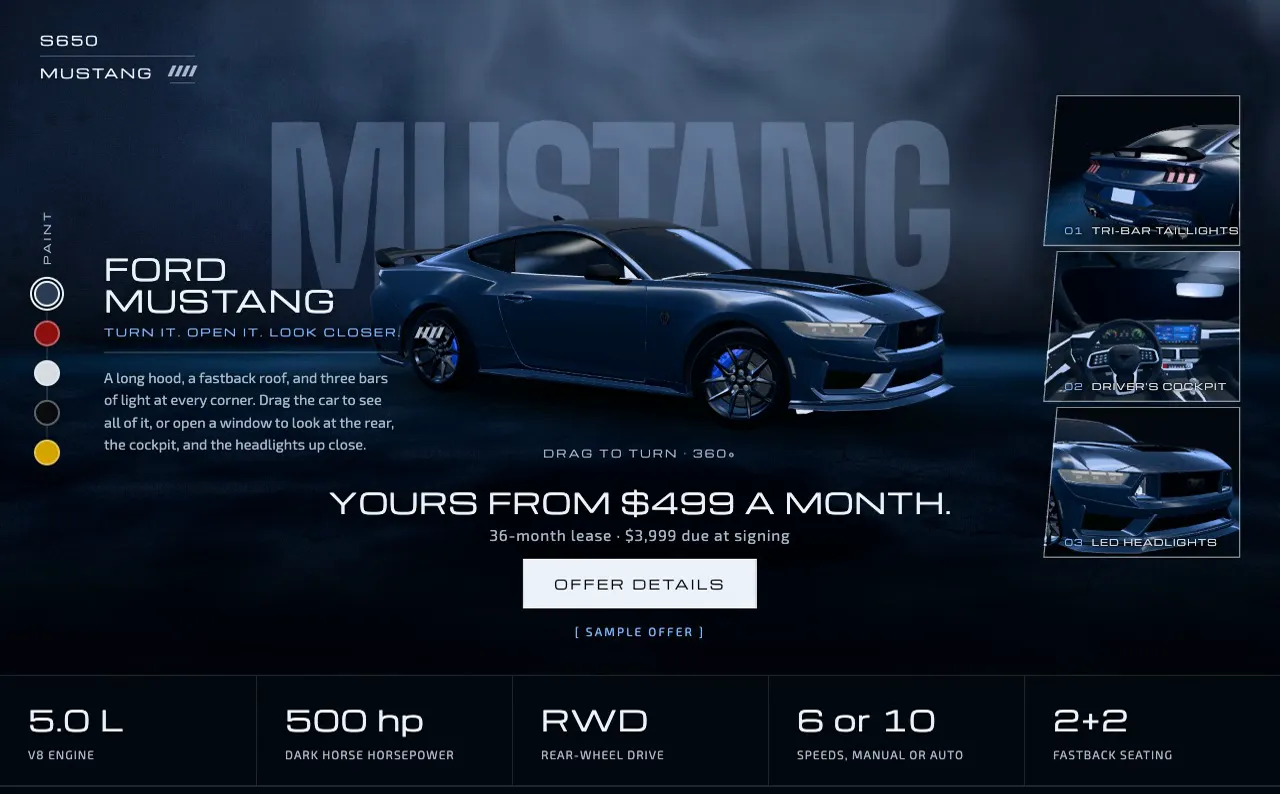 S650
MUSTANG
MUSTANG
PAINT
FORD
MUSTANG
TURN IT. OPEN IT. LOOK CLOSER.
A long hood, a fastback roof, and three bars
of light at every corner. Drag the car to see
all of it, or open a window to look at the rear,
the cockpit, and the headlights up close.
01 TRI-BAR TAILLIGHTS
02 DRIVER'S COCKPIT
03 LED HEADLIGHTS
DRAG TO TURN · 360°
YOURS FROM $499 A MONTH.
36-month lease · $3,999 due at signing
OFFER DETAILS
[ SAMPLE OFFER ]
5.0 L
V8 ENGINE
500 hp
DARK HORSE HORSEPOWER
RWD
REAR-WHEEL DRIVE
6 or 10
SPEEDS, MANUAL OR AUTO
2+2
FASTBACK SEATING